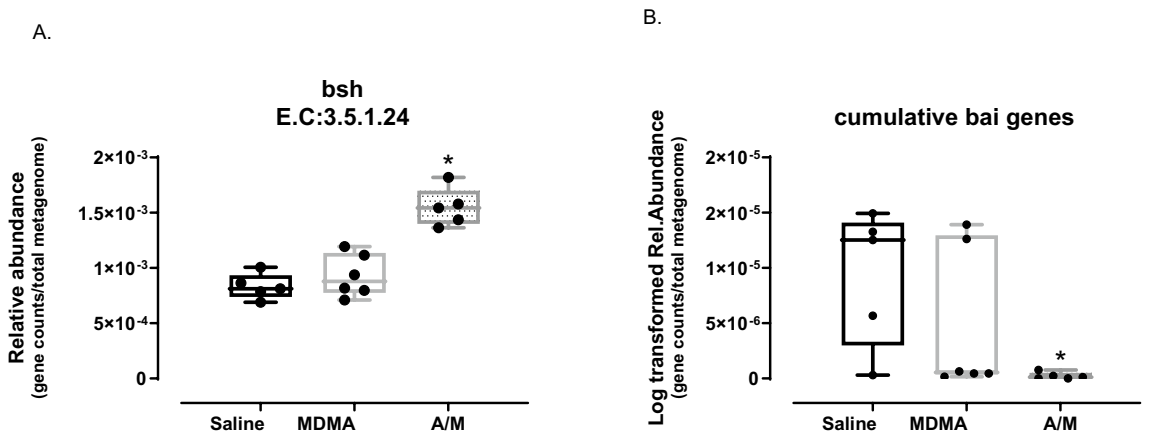 A.
bsh
E.C:3.5.1.24
Relative abundance
(gene counts/total metagenome)
2×10-3
1.5×10-3
1×10-3
5×10-4
0
*
Saline MDMA A/M
B.
cumulative bai genes
Log transformed Rel.Abundance
(gene counts/total metagenome)
2×10-5
2×10-5
1×10-5
5×10-6
0
*
Saline MDMA A/M